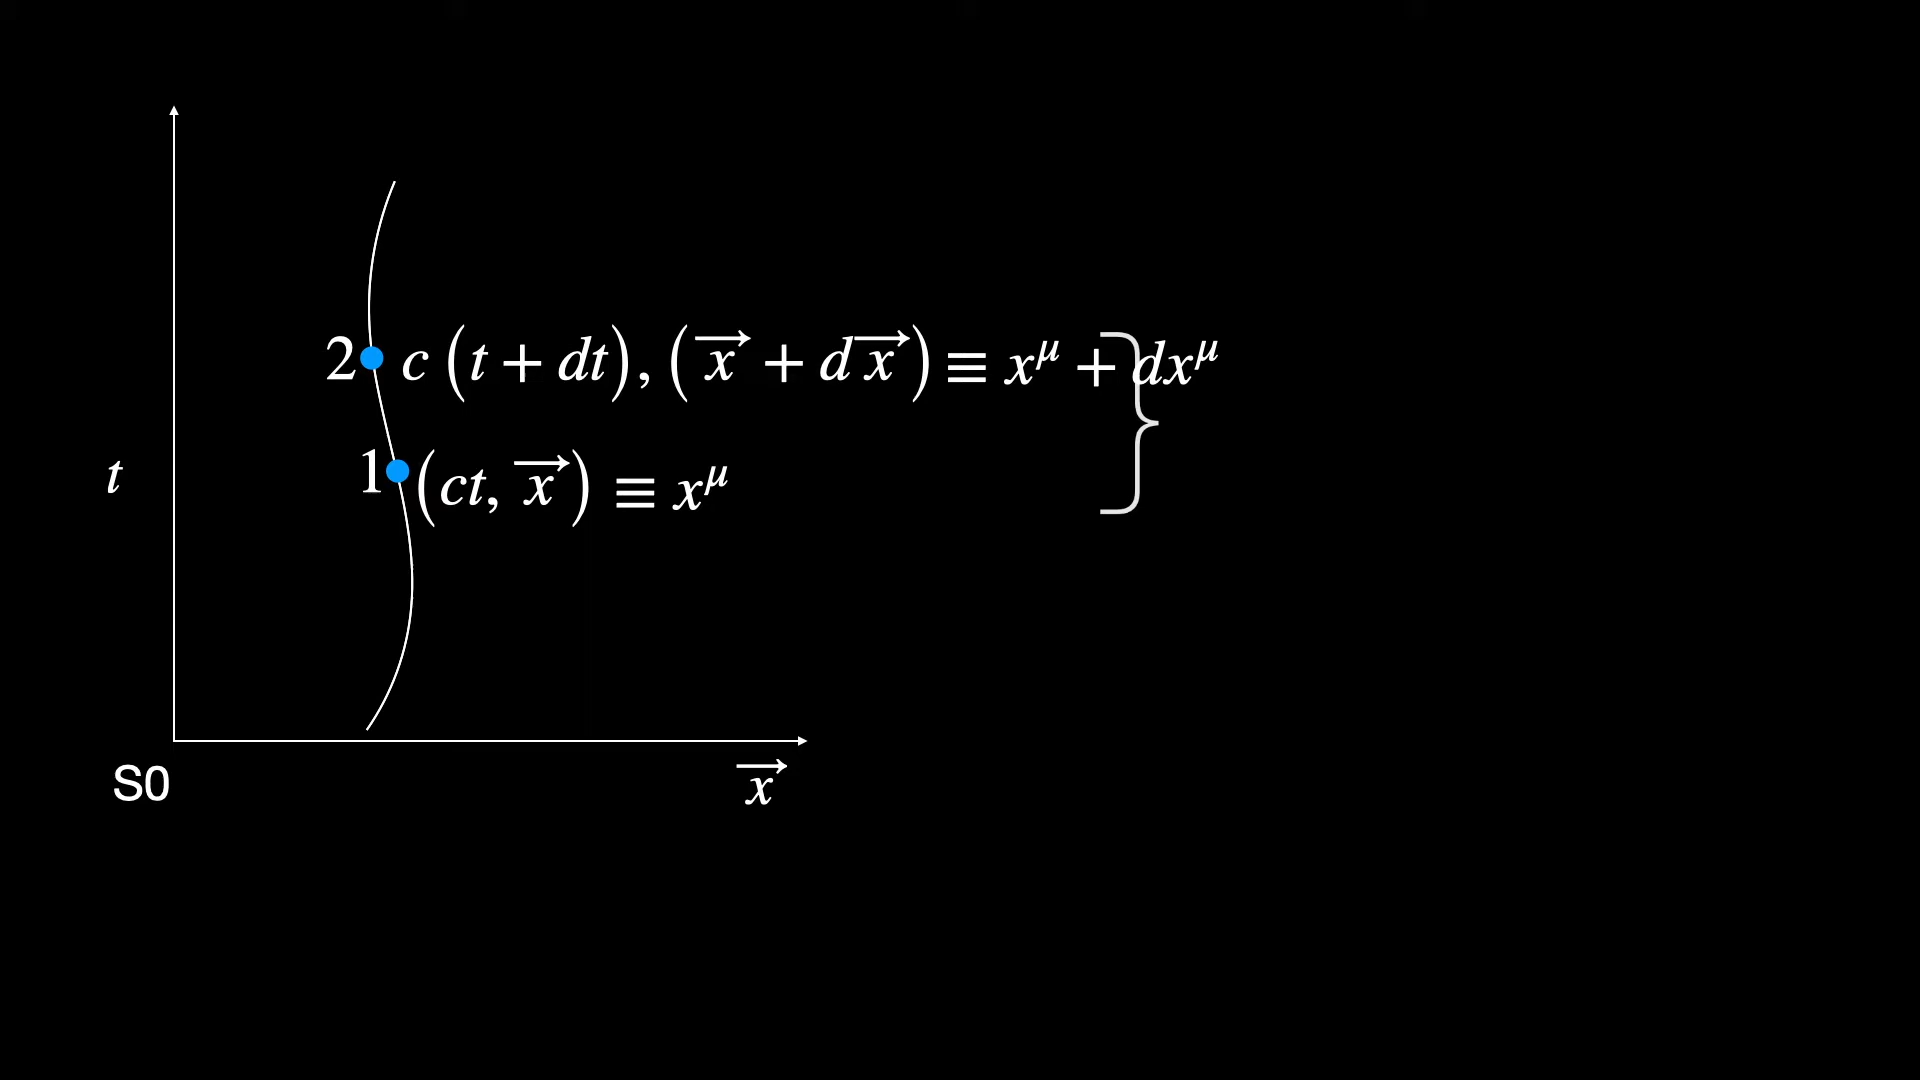 2 c (t + dt), (x⃗ + dx⃗) ≡ x^μ + dx^μ
1 (ct, x⃗) ≡ x^μ
t
S0
x⃗